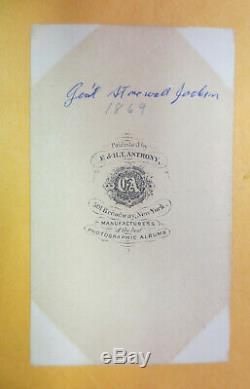 Gen'l Stonewall Jackson
1869
Published by
E. & H.T. ANTHONY,
501 Broadway, New York
MANUFACTURERS
of the best
PHOTOGRAPHIC ALBUMS